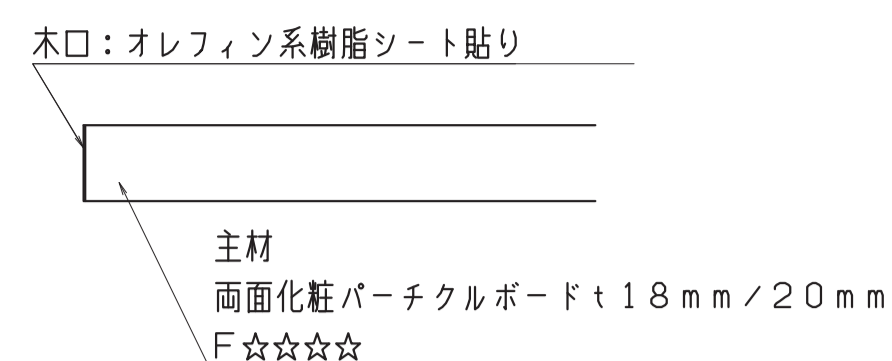 木口：オレフィン系樹脂シート貼り
主材
両面化粧パーチクルボードｔ１８ｍｍ／２０ｍｍ
Ｆ☆☆☆☆